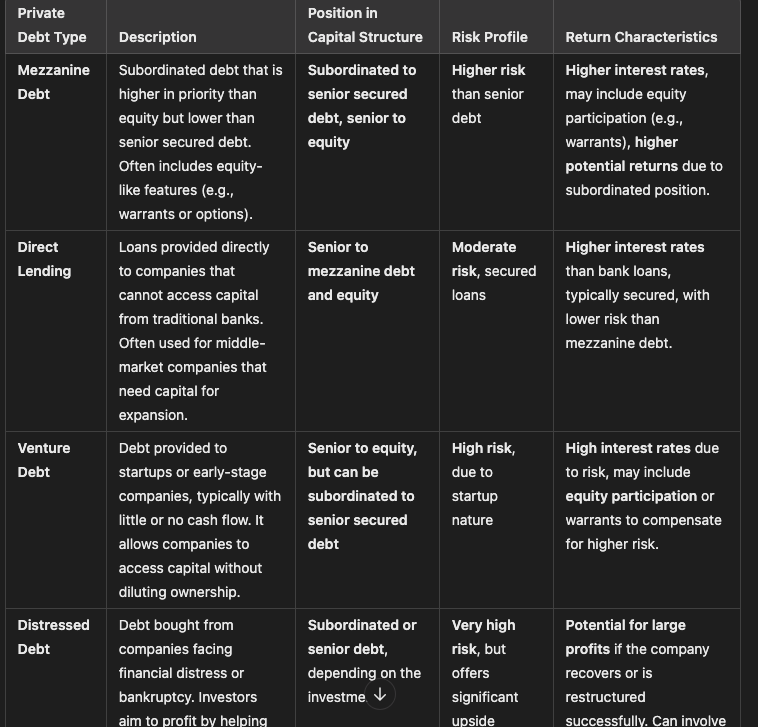 Private
Debt Type
Description
Position in
Capital Structure
Risk Profile
Return Characteristics
Mezzanine
Debt
Subordinated debt that is
higher in priority than
equity but lower than
senior secured debt.
Often includes equity-
like features (e.g.,
warrants or options).
Subordinated to
senior secured
debt, senior to
equity
Higher risk
than senior
debt
Higher interest rates,
may include equity
participation (e.g.,
warrants), higher
potential returns due to
subordinated position.
Direct
Lending
Loans provided directly
to companies that
cannot access capital
from traditional banks.
Often used for middle-
market companies that
need capital for
expansion.
Senior to
mezzanine debt
and equity
Moderate
risk, secured
loans
Higher interest rates
than bank loans,
typically secured, with
lower risk than
mezzanine debt.
Venture
Debt
Debt provided to
startups or early-stage
companies, typically with
little or no cash flow. It
allows companies to
access capital without
diluting ownership.
Senior to equity,
but can be
subordinated to
senior secured
debt
High risk,
due to
startup
nature
High interest rates due
to risk, may include
equity participation or
warrants to compensate
for higher risk.
Distressed
Debt
Debt bought from
companies facing
financial distress or
bankruptcy. Investors
aim to profit by helping
Subordinated or
senior debt,
depending on the
investme
Very high
risk, but
offers
significant
upside
Potential for large
profits if the company
recovers or is
restructured
successfully. Can involve